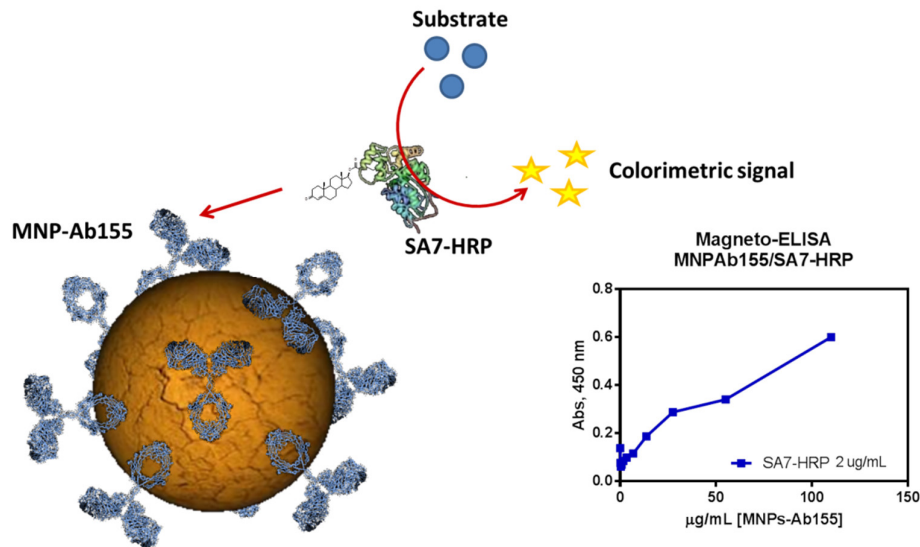 Substrate
Colorimetric signal
MNP-Ab155
SA7-HRP
Magneto-ELISA
MNPAb155/SA7-HRP
0.8
0.6
0.4
0.2
0.0
Abs, 450 nm
SA7-HRP 2 ug/mL
0
50
100
150
μg/mL [MNPs-Ab155]